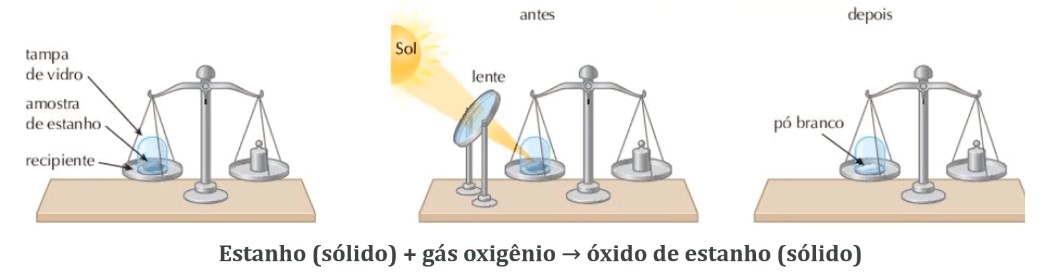 tampa
de vidro
amostra
de estanho
recipiente
antes
Sol
lente
depois
pó branco
Estanho (sólido) + gás oxigênio → óxido de estanho (sólido)